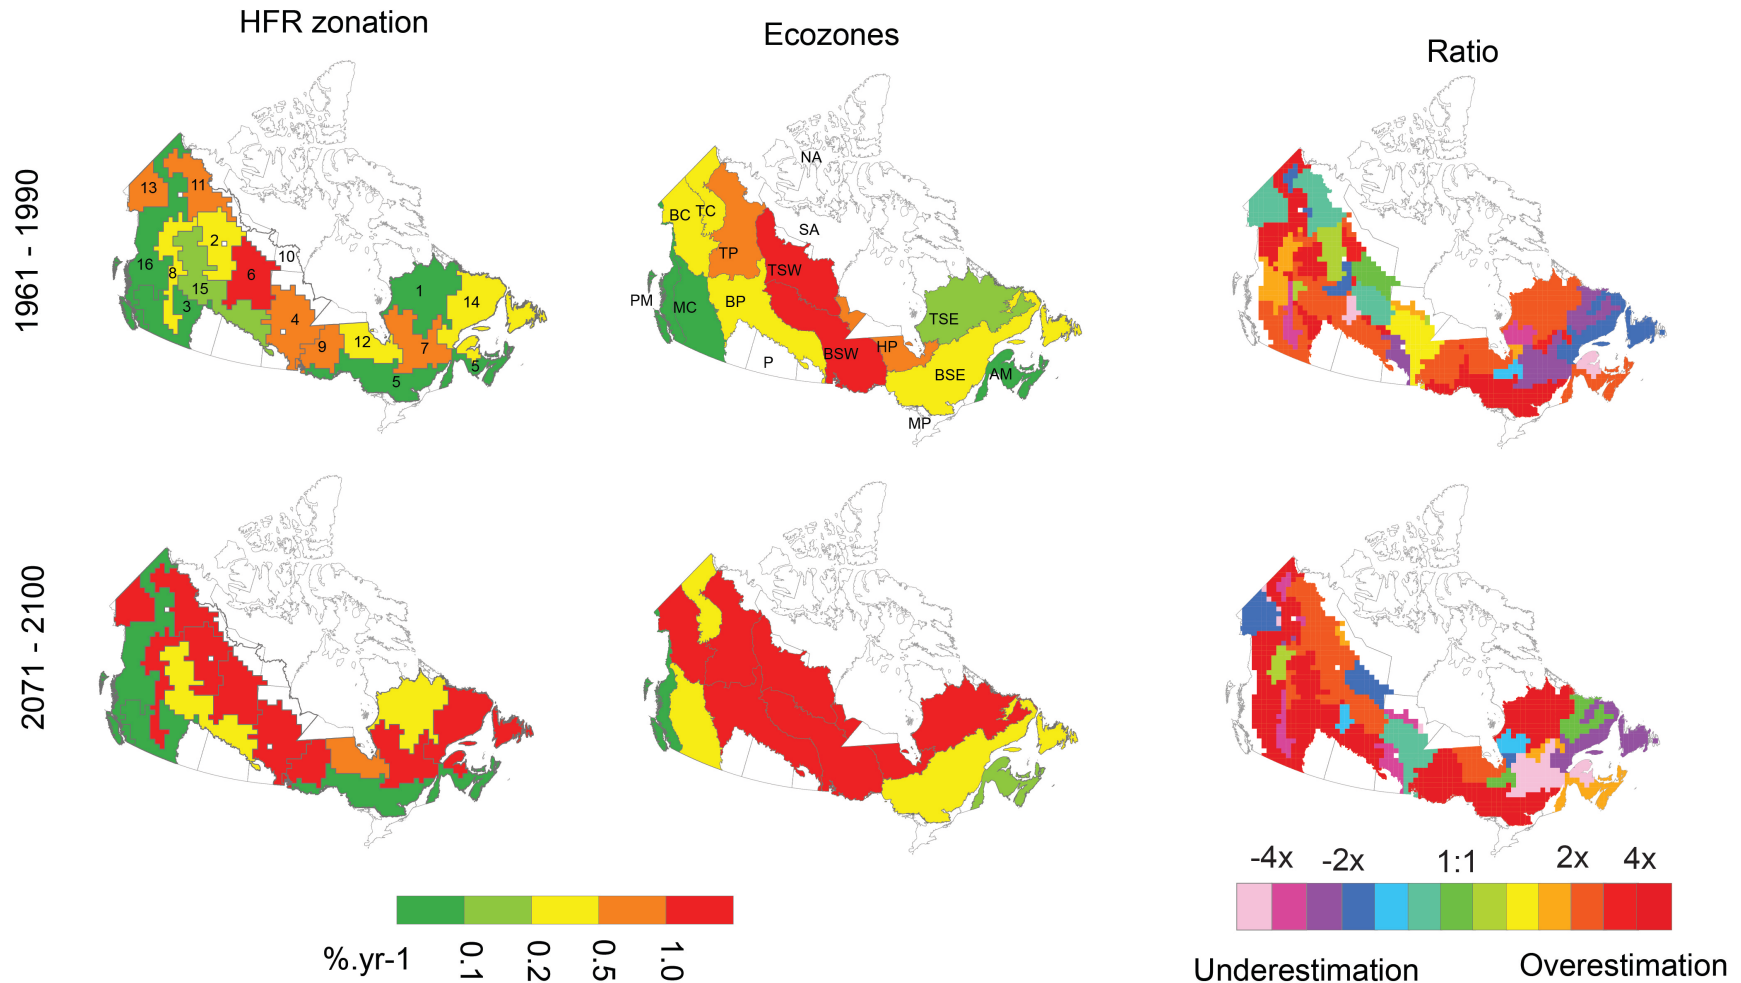 HFR zonation
Ecozones
Ratio
1961 - 1990
13
11
2
10
16
8
6
15
3
1
14
4
12
9
7
5
5
NA
BC
TC
SA
TP
TSW
PM
MC
BP
TSE
BSW
HP
P
BSE
AM
MP
2071 - 2100
-4x
-2x
1:1
2x
4x
%.yr-1
0.1
0.2
0.5
1.0
Underestimation
Overestimation